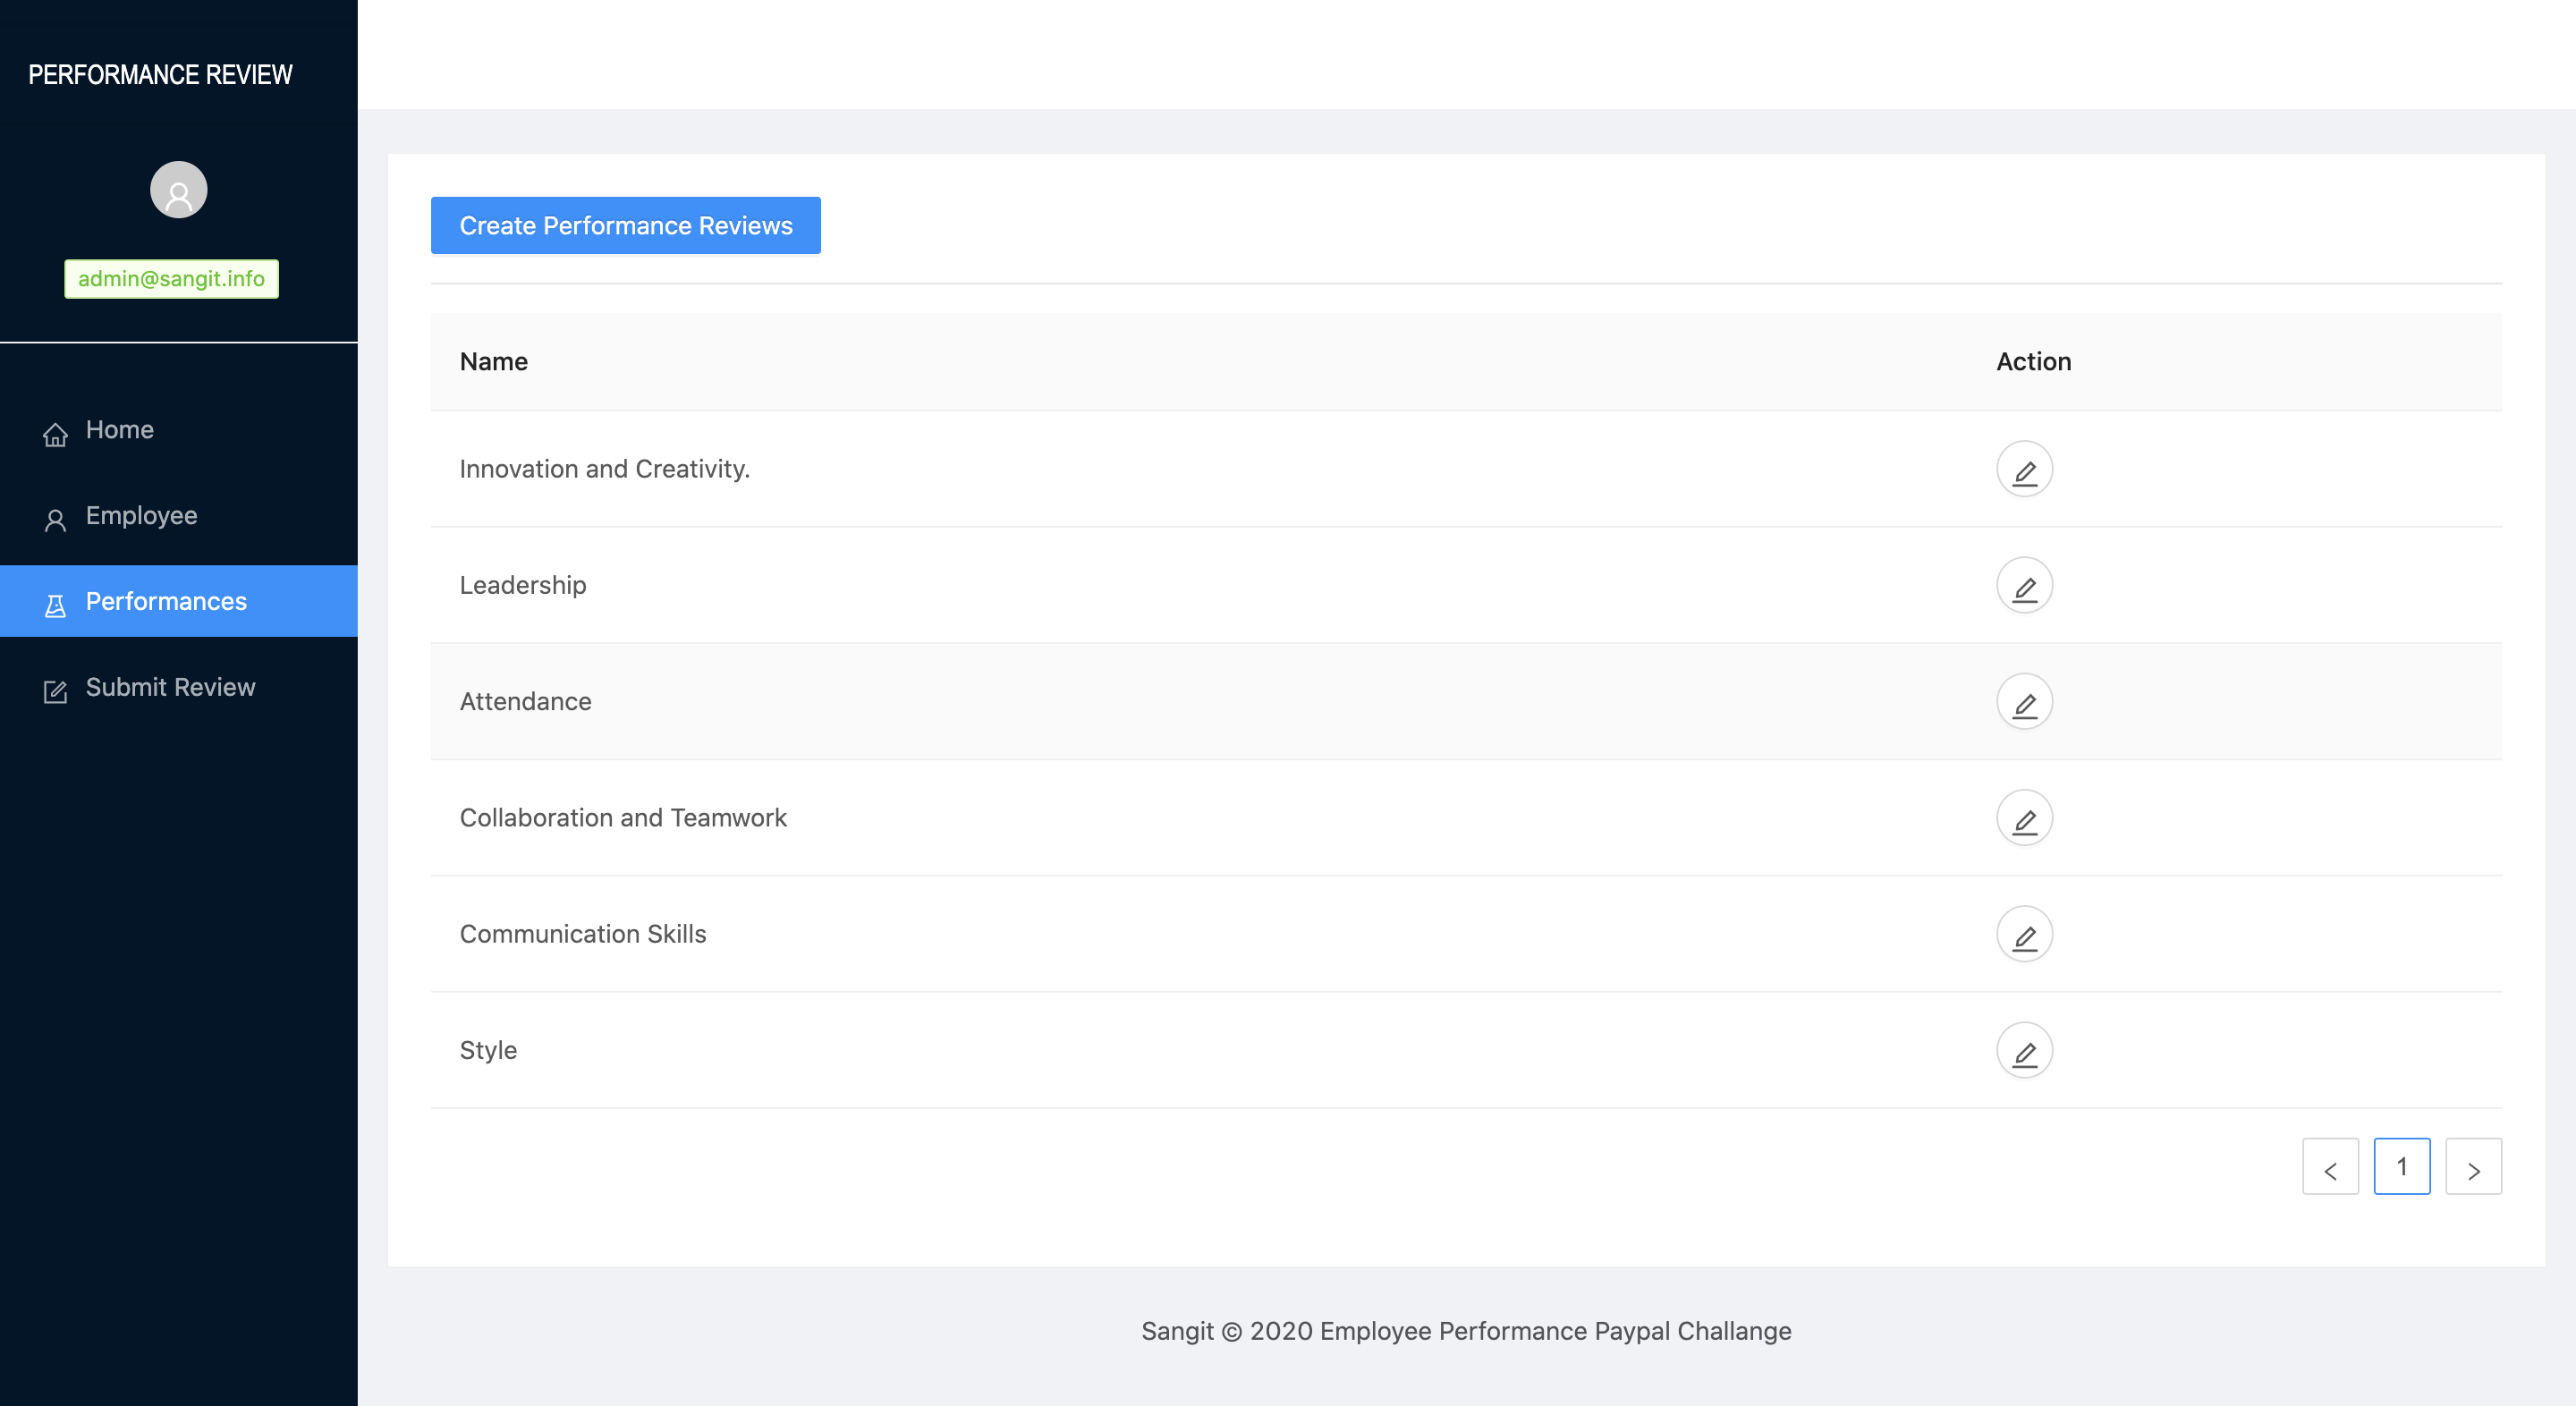 PERFORMANCE REVIEW
admin@sangit.info
Home
Employee
Performances
Submit Review
Create Performance Reviews
Name Action
Innovation and Creativity.
Leadership
Attendance
Collaboration and Teamwork
Communication Skills
Style
< 1 >
Sangit © 2020 Employee Performance Paypal Challange